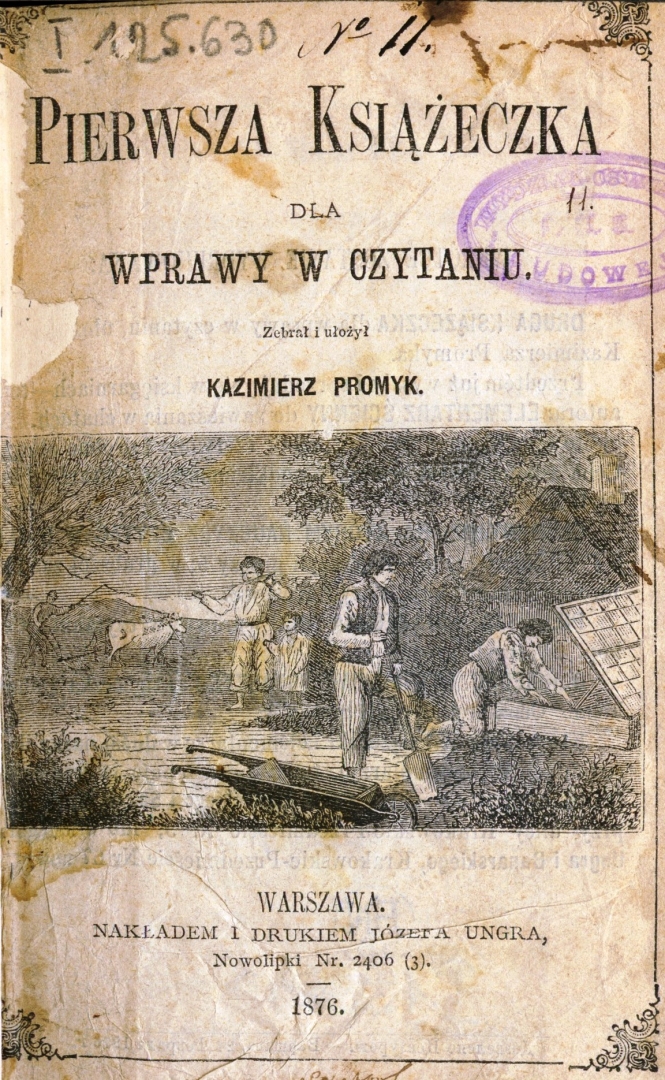 I 125.630
No 11.
PIERWSZA KSIĄŻECZKA
DLA
11.
WPRAWY W CZYTANIU.
Zebrał i ułożył
KAZIMIERZ PROMYK.
WARSZAWA.
NAKŁADEM I DRUKIEM JÓZEFA UNGRA,
Nowolipki Nr. 2406 (3).
1876.